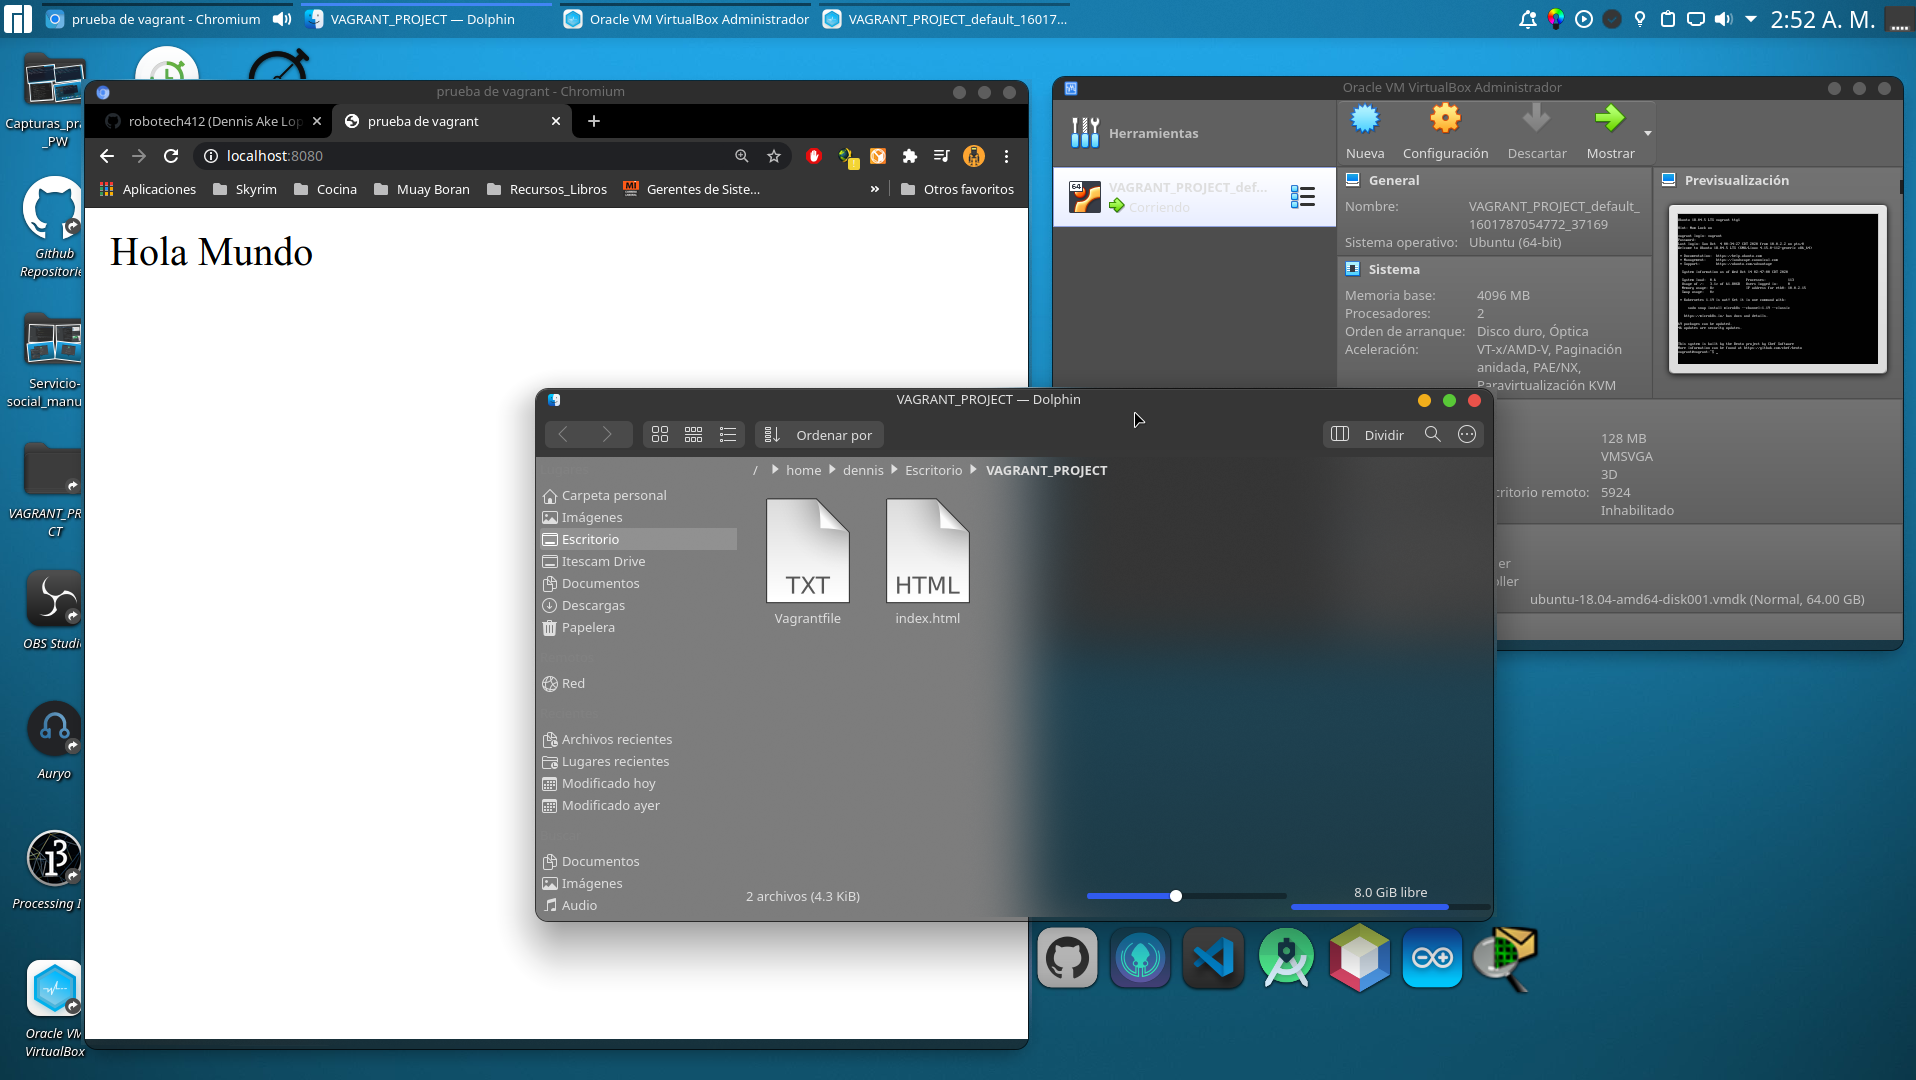 prueba de vagrant - Chromium
VAGRANT_PROJECT — Dolphin
Oracle VM VirtualBox Administrador
VAGRANT_PROJECT_default_16017...
2:52 A. M.
Capturas_pr
_PW
Github
Repositorie
Servicio-
social_manu
VAGRANT_PR
CT
OBS Studi
Auryo
Processing I
Oracle VM
VirtualBox
prueba de vagrant - Chromium
robotech412 (Dennis Ake Lop
prueba de vagrant
localhost:8080
Aplicaciones
Skyrim
Cocina
Muay Boran
Recursos_Libros
Gerentes de Siste...
»
Otros favoritos
Hola Mundo
Oracle VM VirtualBox Administrador
Herramientas
Nueva
Configuración
Descartar
Mostrar
64
VAGRANT_PROJECT_def...
Corriendo
General
Nombre: VAGRANT_PROJECT_default_
1601787054772_37169
Sistema operativo: Ubuntu (64-bit)
Sistema
Memoria base: 4096 MB
Procesadores: 2
Orden de arranque: Disco duro, Óptica
Aceleración: VT-x/AMD-V, Paginación
anidada, PAE/NX,
Paravirtualización KVM
Previsualización
128 MB
VMSVGA
3D
critorio remoto: 5924
Inhabilitado
er
ller
ubuntu-18.04-amd64-disk001.vmdk (Normal, 64.00 GB)
VAGRANT_PROJECT — Dolphin
Ordenar por
Dividir
/ home dennis Escritorio VAGRANT_PROJECT
Carpeta personal
Imágenes
Escritorio
Itescam Drive
Documentos
Descargas
Papelera
Red
Archivos recientes
Lugares recientes
Modificado hoy
Modificado ayer
Documentos
Imágenes
Audio
TXT
Vagrantfile
HTML
index.html
2 archivos (4.3 KiB)
8.0 GiB libre